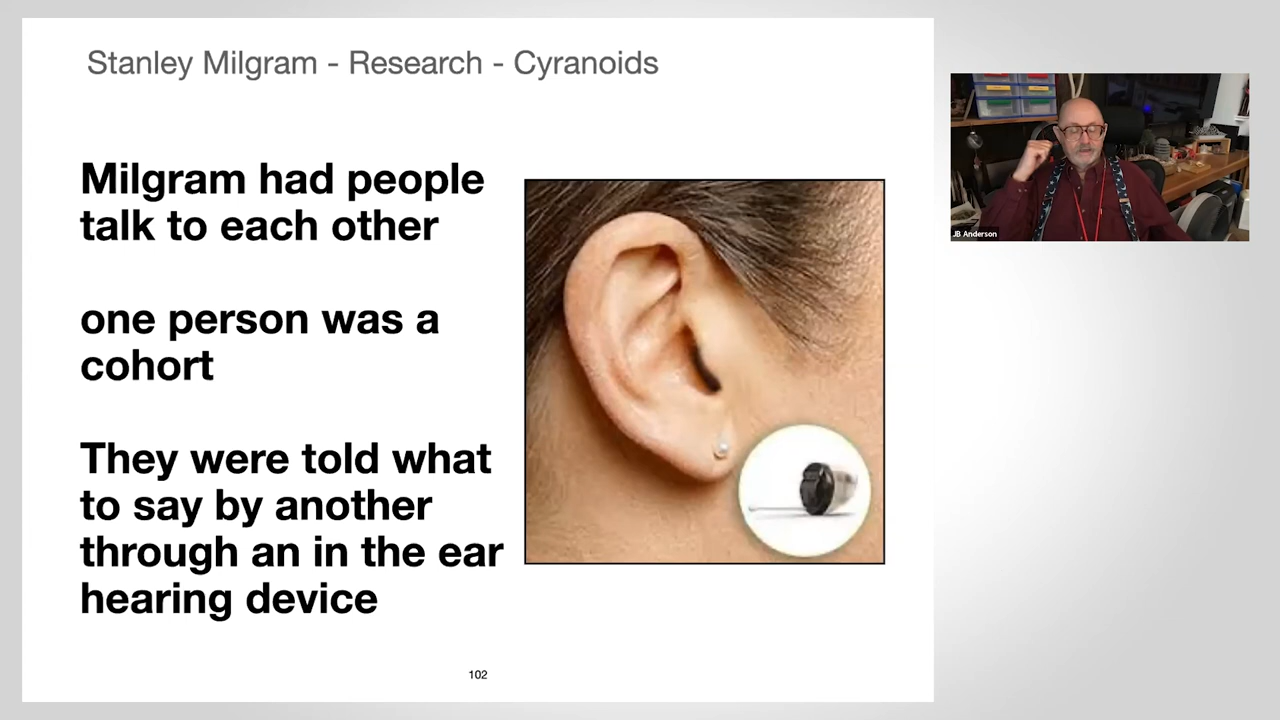 Stanley Milgram - Research - Cyranoids
Milgram had people
talk to each other
one person was a
cohort
They were told what
to say by another
through an in the ear
hearing device
102
JB Anderson